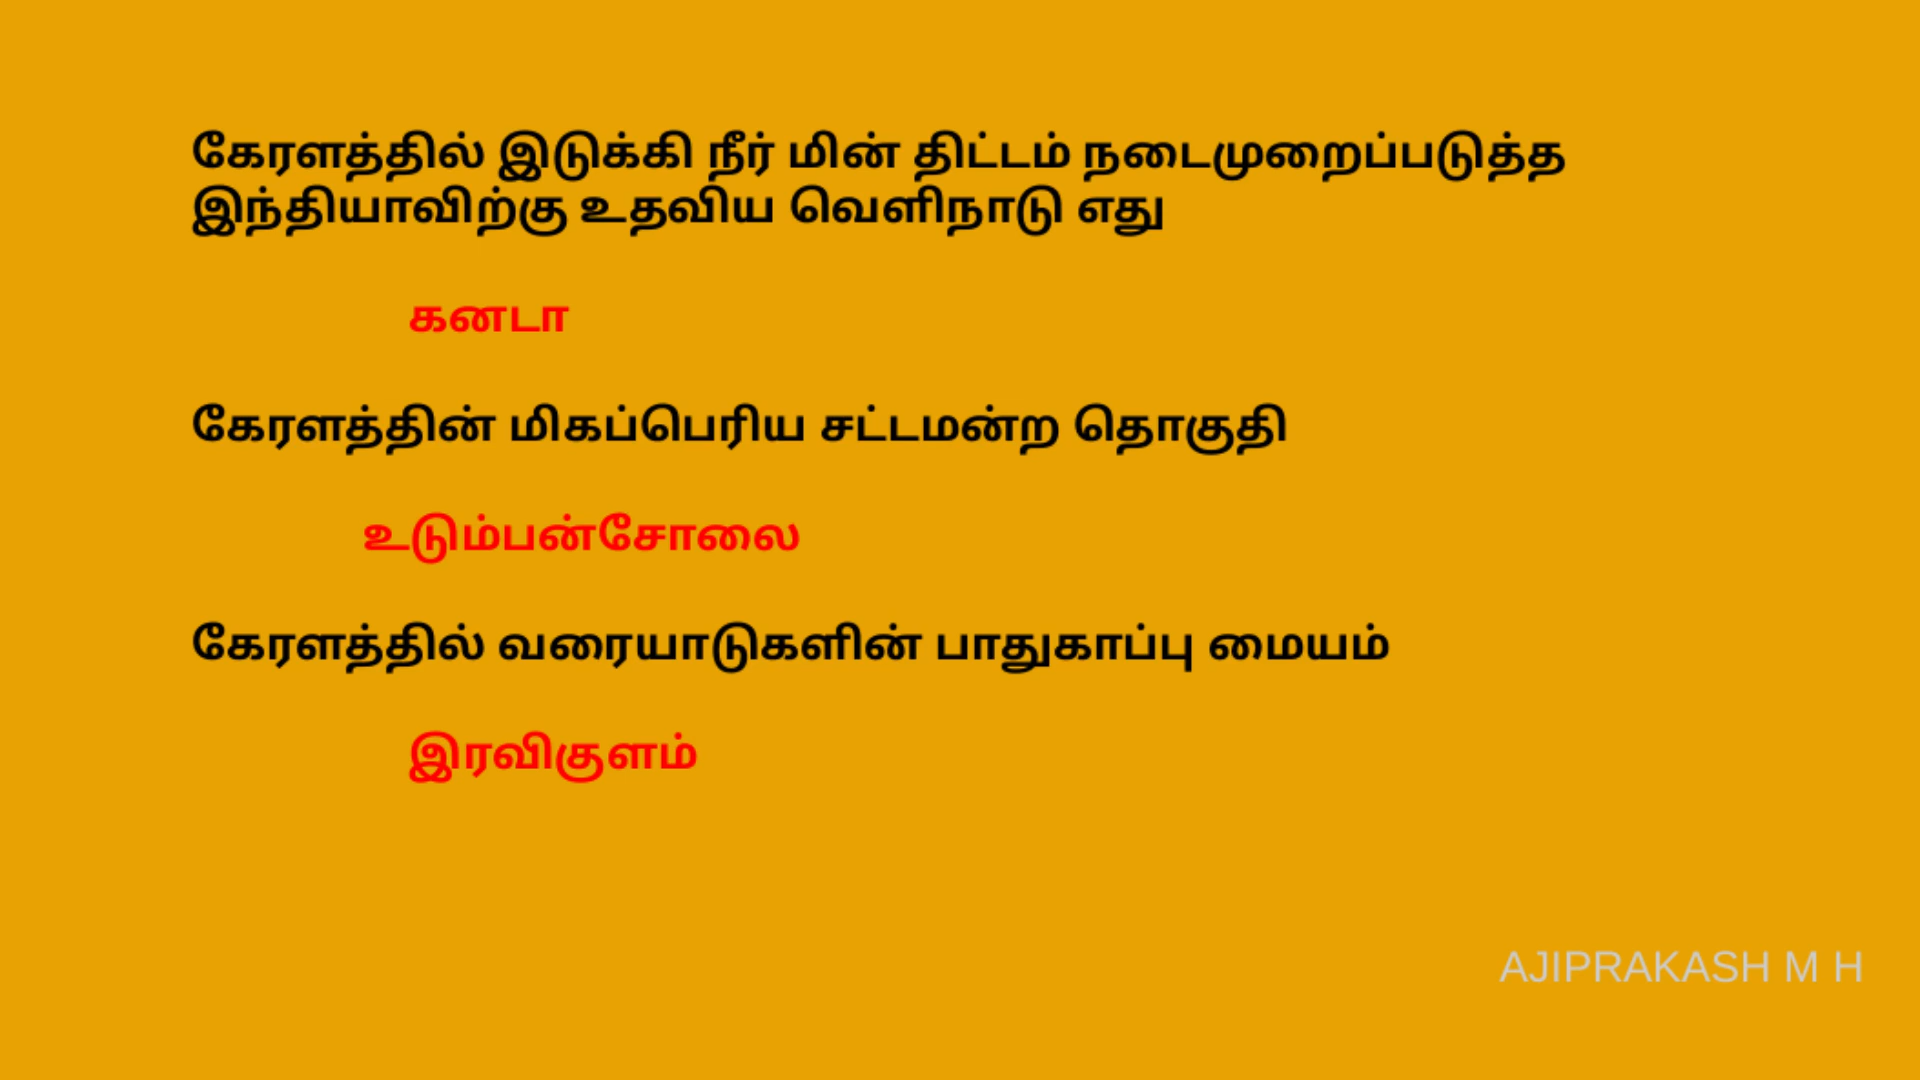 கேரளத்தில் இடுக்கி நீர் மின் திட்டம் நடைமுறைப்படுத்த
இந்தியாவிற்கு உதவிய வெளிநாடு எது
கனடா
கேரளத்தின் மிகப்பெரிய சட்டமன்ற தொகுதி
உடும்பன்சோலை
கேரளத்தில் வரையாடுகளின் பாதுகாப்பு மையம்
இரவிகுளம்
AJIPRAKASH M H